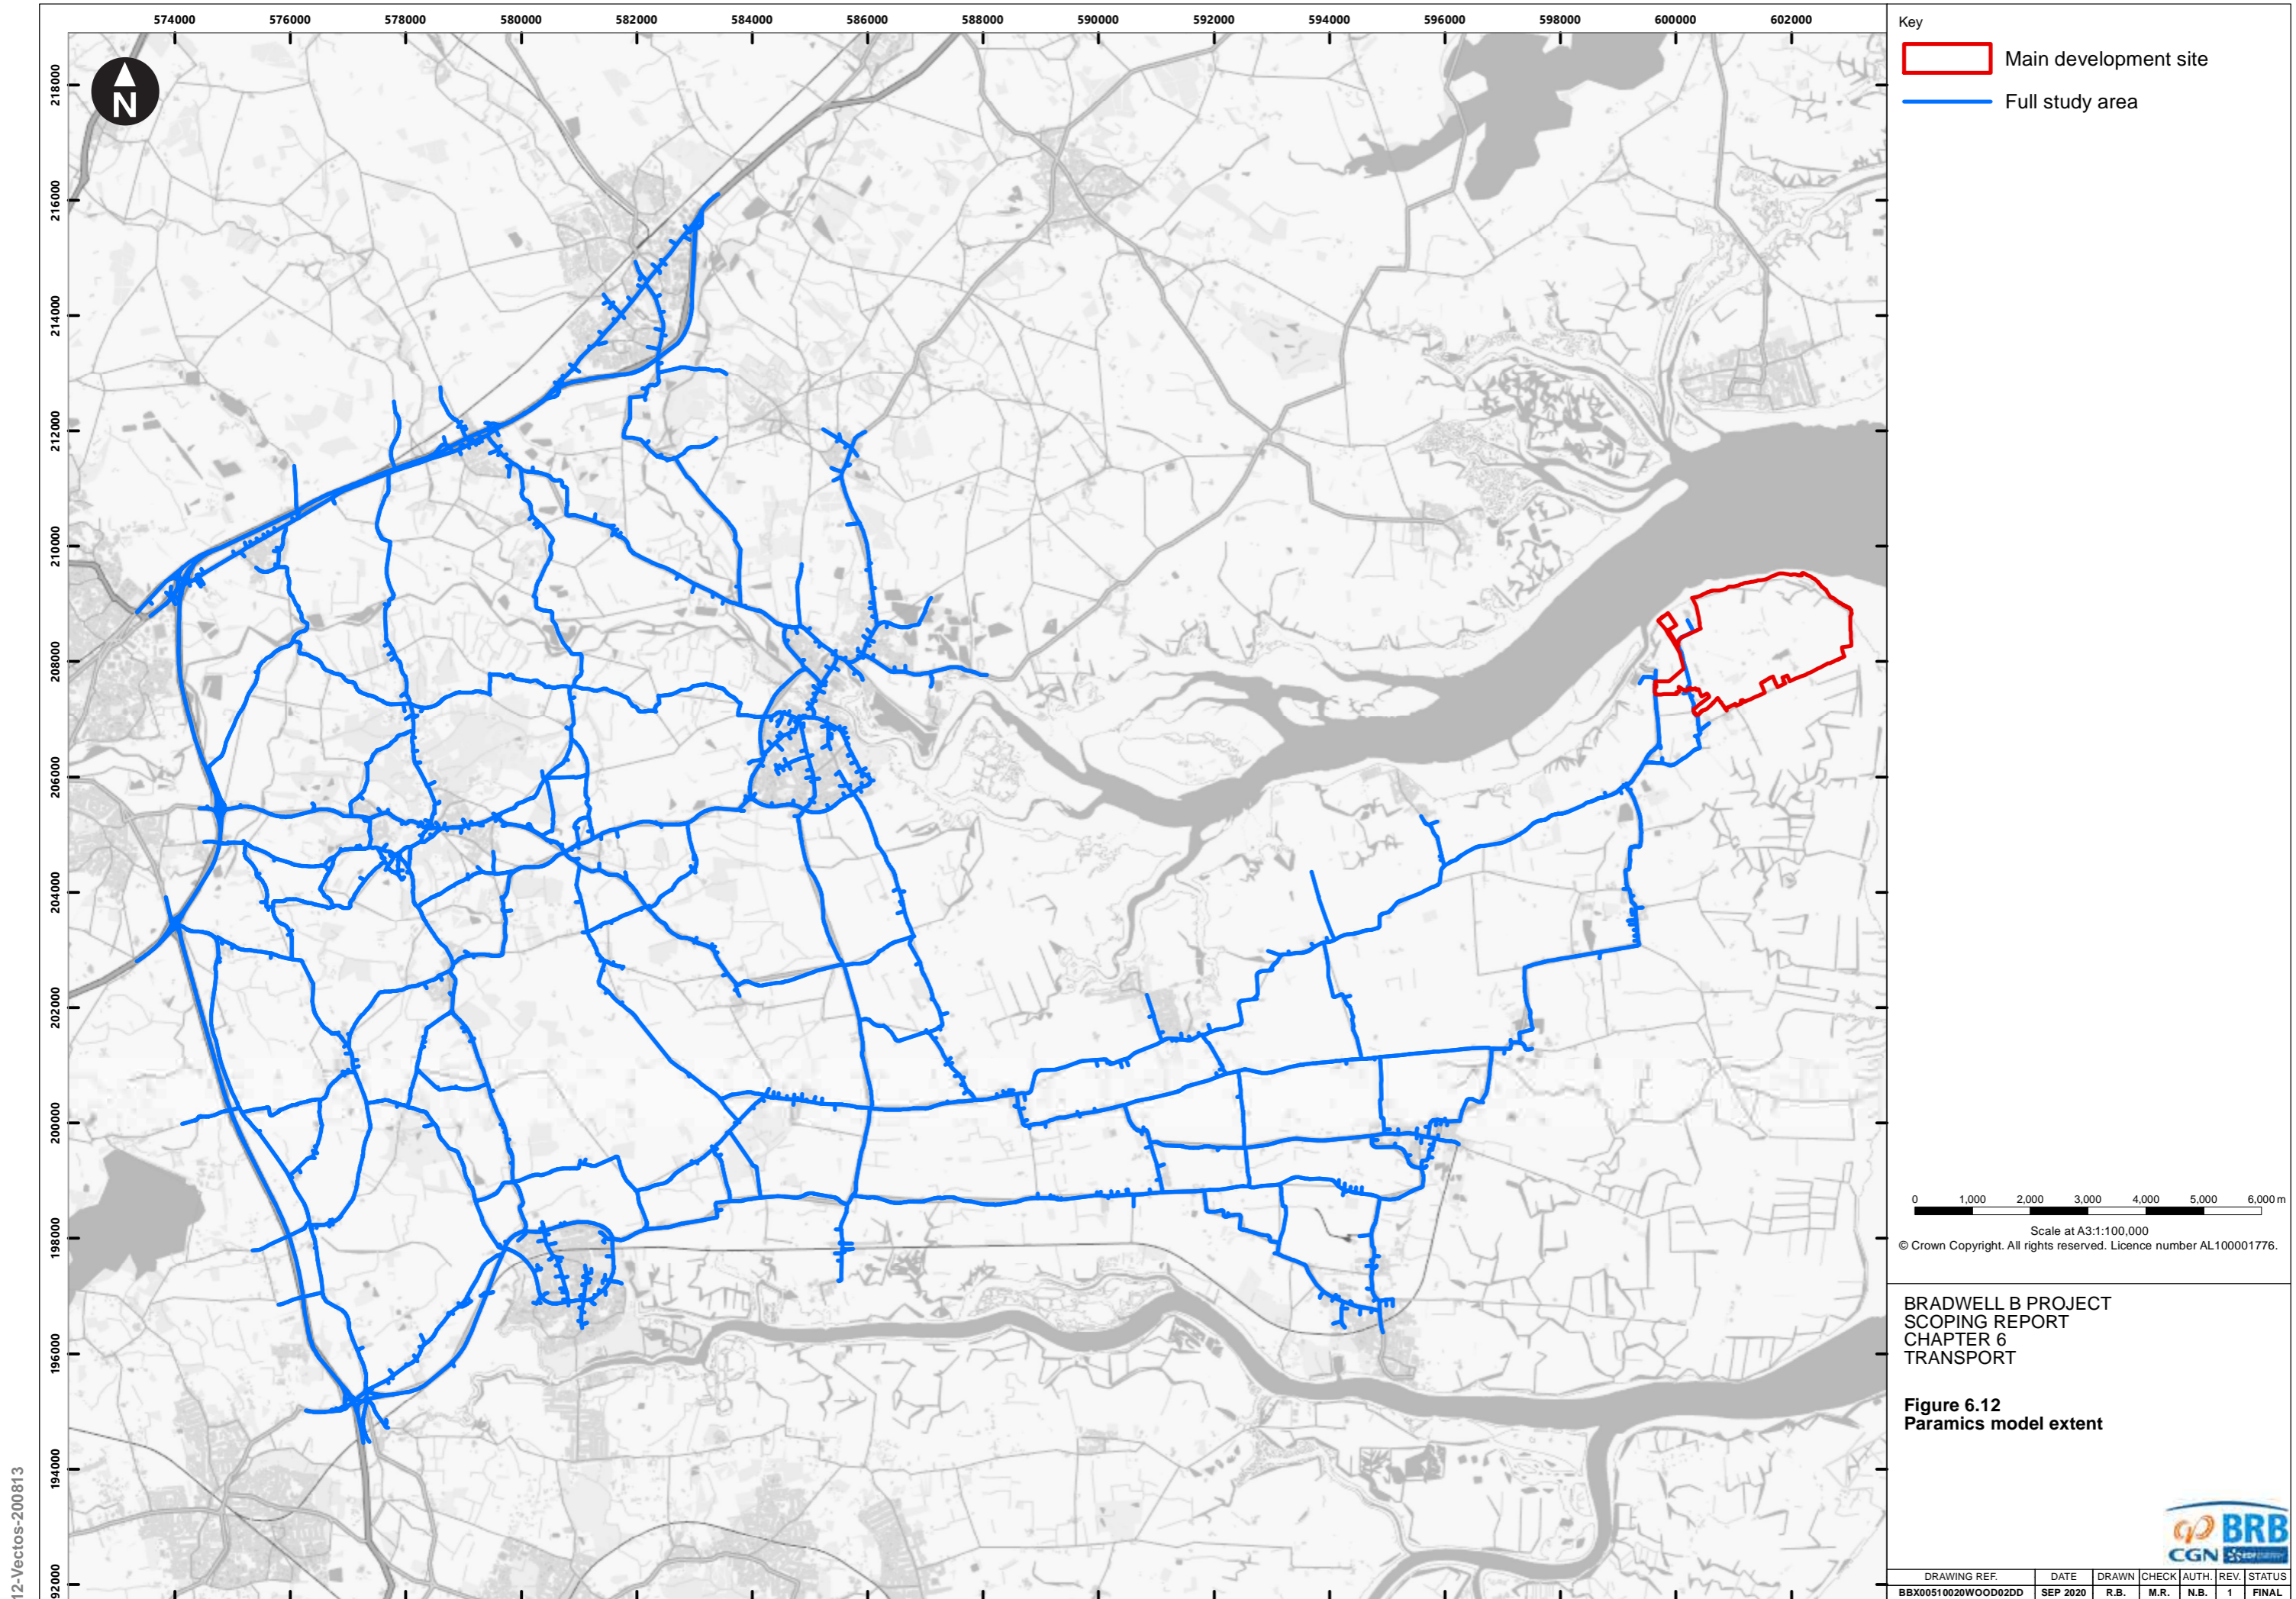 574000 576000 578000 580000 582000 584000 586000 588000 590000 592000 594000 596000 598000 600000 602000
218000
216000
214000
212000
210000
208000
206000
204000
202000
200000
198000
196000
194000
192000
N
12-Vectos-200813
Key
Main development site
Full study area
0 1,000 2,000 3,000 4,000 5,000 6,000 m
Scale at A3:1:100,000
© Crown Copyright. All rights reserved. Licence number AL100001776.
BRADWELL B PROJECT
SCOPING REPORT
CHAPTER 6
TRANSPORT
Figure 6.12
Paramics model extent
BRB
CGN edf ENERGY
DRAWING REF. DATE DRAWN CHECK AUTH. REV. STATUS
BBX00510020WOOD02DD SEP 2020 R.B. M.R. N.B. 1 FINAL